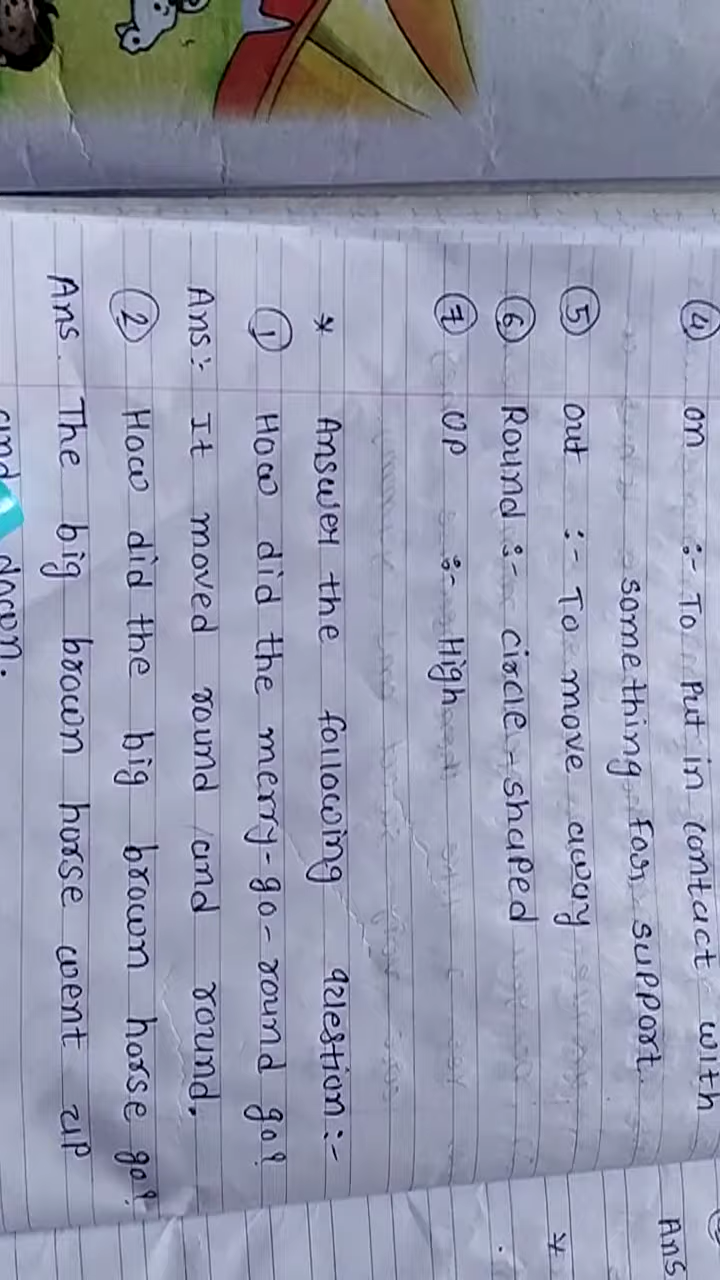 ④ on :- To Put in contact with
something for support.
⑤ out :- To move away
⑥ Round :- circle-shaped
⑦ UP :- High
* Answer the following question :-
① How did the merry-go-round go?
Ans :- It moved round and round.
② How did the big brown horse go?
Ans. The big brown horse went up
and down.
Ans
*